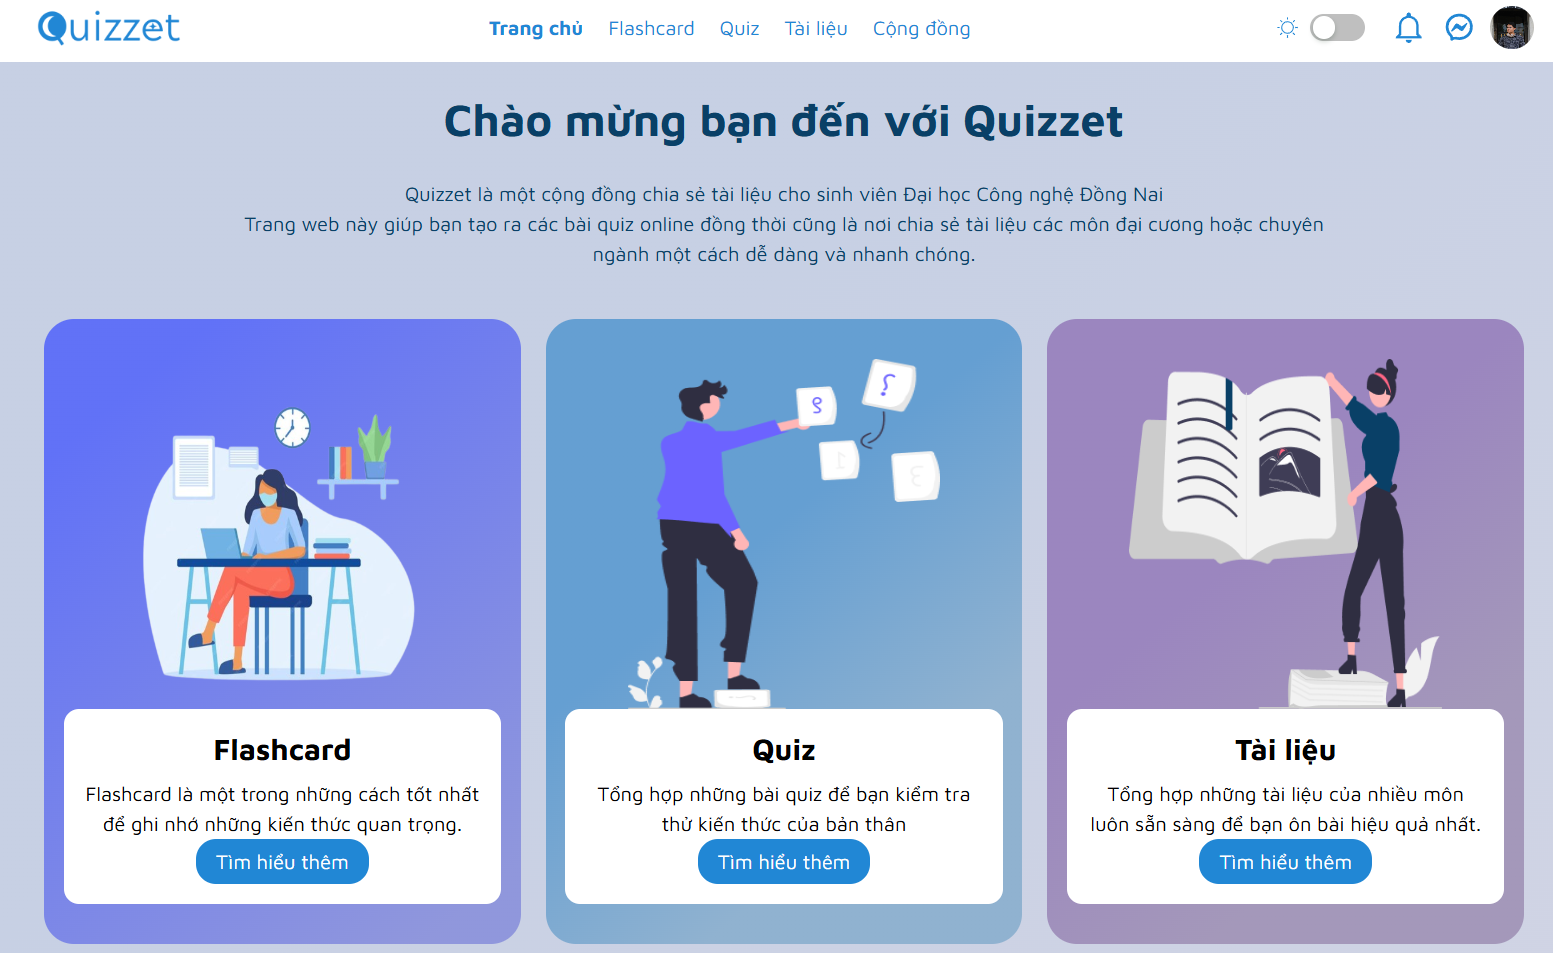 Quizzet
Trang chủ Flashcard Quiz Tài liệu Cộng đồng
Chào mừng bạn đến với Quizzet
Quizzet là một cộng đồng chia sẻ tài liệu cho sinh viên Đại học Công nghệ Đồng Nai
Trang web này giúp bạn tạo ra các bài quiz online đồng thời cũng là nơi chia sẻ tài liệu các môn đại cương hoặc chuyên
ngành một cách dễ dàng và nhanh chóng.
Flashcard
Flashcard là một trong những cách tốt nhất
để ghi nhớ những kiến thức quan trọng.
Tìm hiểu thêm
?
?
1
3
Quiz
Tổng hợp những bài quiz để bạn kiểm tra
thử kiến thức của bản thân
Tìm hiểu thêm
Tài liệu
Tổng hợp những tài liệu của nhiều môn
luôn sẵn sàng để bạn ôn bài hiệu quả nhất.
Tìm hiểu thêm